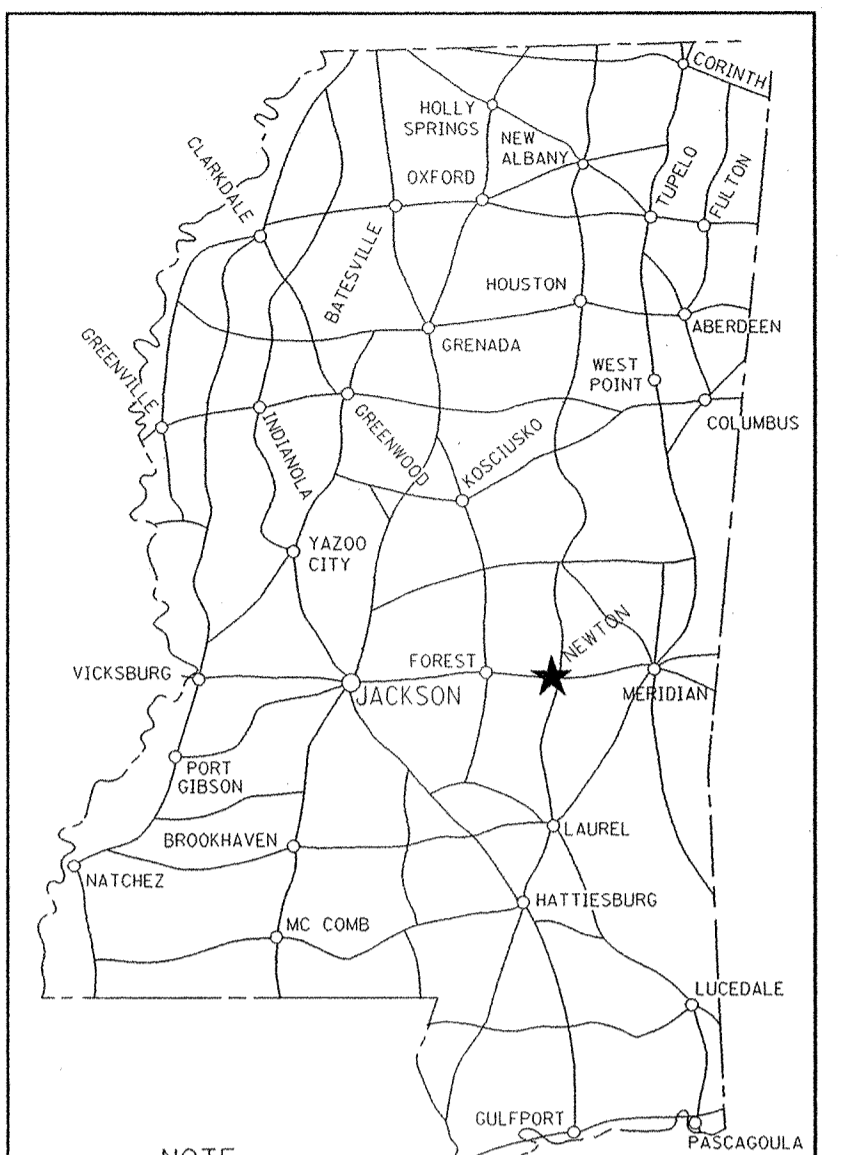 CORINTH
HOLLY
SPRINGS
NEW
ALBANY
CLARKDALE
OXFORD
TUPELO
FULTON
BATESVILLE
HOUSTON
ABERDEEN
GRENADA
GREENVILLE
WEST
POINT
COLUMBUS
INDIANOLA
GREENWOOD
KOSCIUSKO
YAZOO
CITY
NEWTON
VICKSBURG
FOREST
JACKSON
MERIDIAN
PORT
GIBSON
BROOKHAVEN
LAUREL
NATCHEZ
HATTIESBURG
MC COMB
LUCEDALE
GULFPORT
PASCAGOULA
NOTE